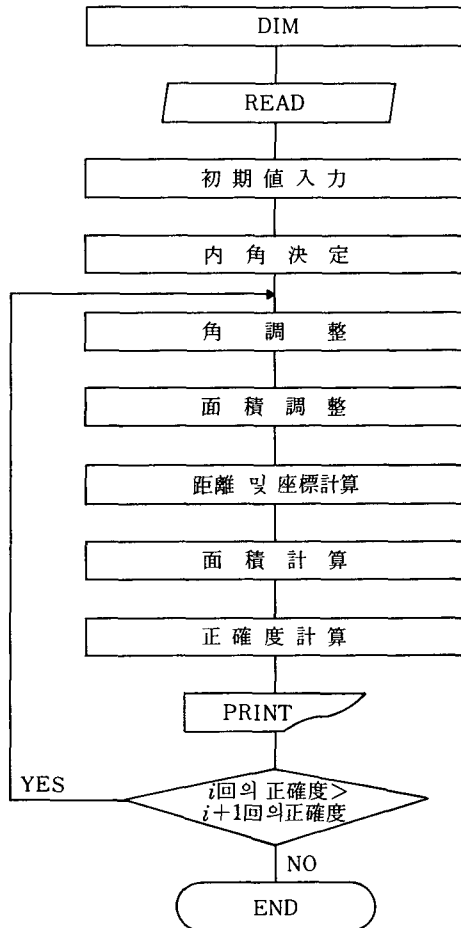 DIM
READ
初 期 値 入 力
内 角 決 定
角 調 整
面 積 調 整
距離 및 座標計算
面 積 計 算
正 確 度 計 算
PRINT
YES
i回의 正確度>
i+1回의正確度
NO
END